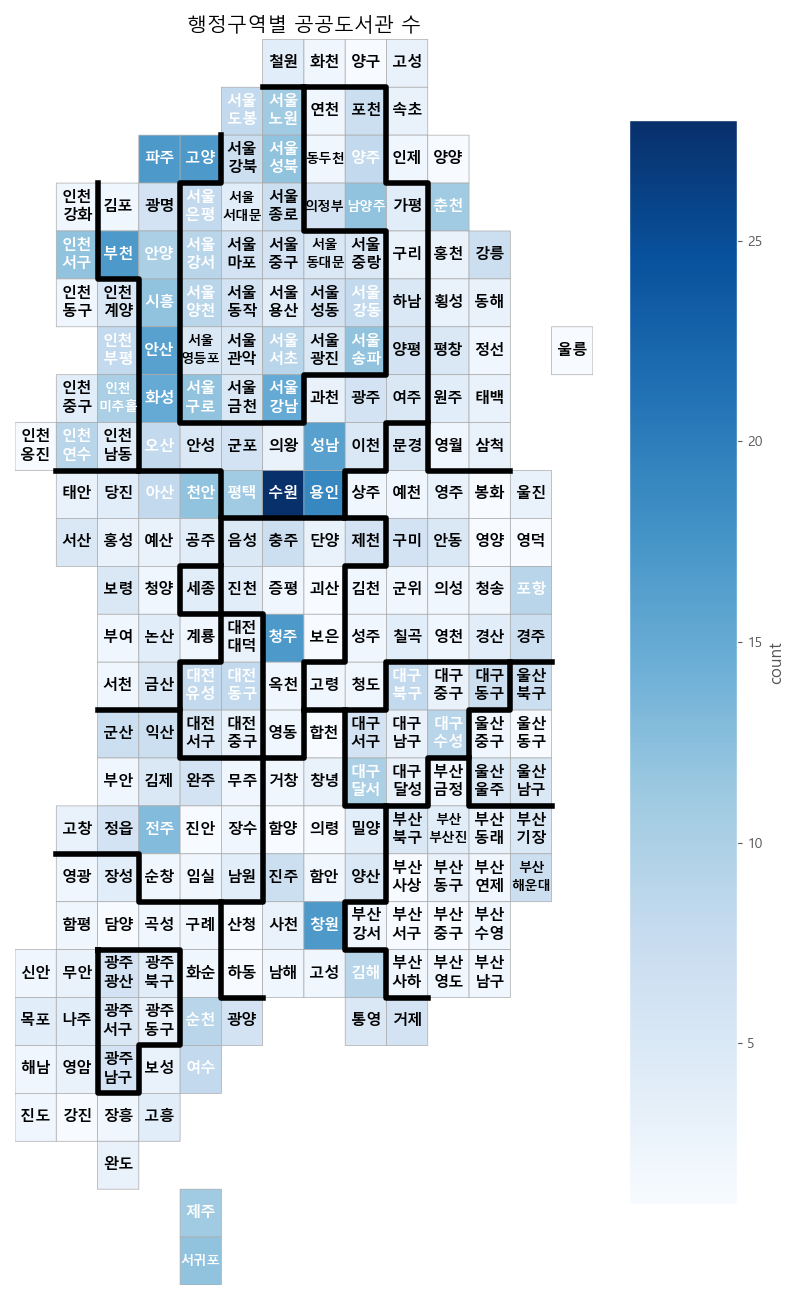 행정구역별 공공도서관 수
철원 화천 양구 고성
서울 도봉 서울 노원 연천 포천 속초
파주 고양 서울 강북 서울 성북 동두천 양주 인제 양양
인천 강화 김포 광명 서울 은평 서울 서대문 서울 종로 의정부 남양주 가평 춘천
인천 서구 부천 안양 서울 강서 서울 마포 서울 중구 서울 동대문 서울 중랑 구리 홍천 강릉
인천 동구 인천 계양 시흥 서울 양천 서울 동작 서울 용산 서울 성동 서울 강동 하남 횡성 동해
인천 부평 안산 서울 영등포 서울 관악 서울 서초 서울 광진 서울 송파 양평 평창 정선 울릉
인천 중구 인천 미추홀 화성 서울 구로 서울 금천 서울 강남 과천 광주 여주 원주 태백
인천 옹진 인천 연수 인천 남동 오산 안성 군포 의왕 성남 이천 문경 영월 삼척
태안 당진 아산 천안 평택 수원 용인 상주 예천 영주 봉화 울진
서산 홍성 예산 공주 음성 충주 단양 제천 구미 안동 영양 영덕
보령 청양 세종 진천 증평 괴산 김천 군위 의성 청송 포항
부여 논산 계룡 대전 대덕 청주 보은 성주 칠곡 영천 경산 경주
서천 금산 대전 유성 대전 동구 옥천 고령 청도 대구 북구 대구 중구 대구 동구 울산 북구
군산 익산 대전 서구 대전 중구 영동 합천 대구 서구 대구 남구 대구 수성 울산 중구 울산 동구
부안 김제 완주 무주 거창 창녕 대구 달서 대구 달성 부산 금정 울산 울주 울산 남구
고창 정읍 전주 진안 장수 함양 의령 밀양 부산 북구 부산 부산진 부산 동래 부산 기장
영광 장성 순창 임실 남원 진주 함안 양산 부산 사상 부산 동구 부산 연제 부산 해운대
함평 담양 곡성 구례 산청 사천 창원 부산 강서 부산 서구 부산 중구 부산 수영
신안 무안 광주 광산 광주 북구 화순 하동 남해 고성 김해 부산 사하 부산 영도 부산 남구
목포 나주 광주 서구 광주 동구 순천 광양 통영 거제
해남 영암 광주 남구 보성 여수
진도 강진 장흥 고흥
완도
제주
서귀포
25
20
15
10
5
count